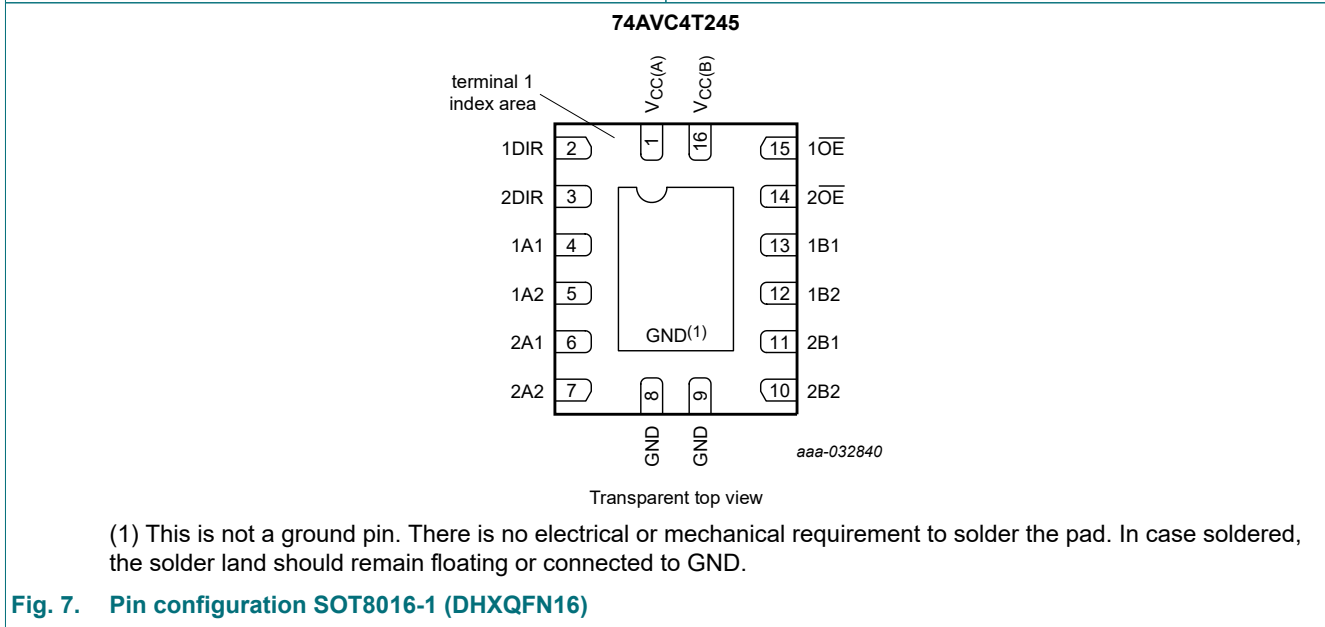 74AVC4T245
terminal 1
index area
VCC(A)
VCC(B)
1
16
1DIR 2
15 1OE
2DIR 3
14 2OE
1A1 4
13 1B1
1A2 5
12 1B2
2A1 6
GND(1)
11 2B1
2A2 7
10 2B2
8
9
GND
GND
aaa-032840
Transparent top view
(1) This is not a ground pin. There is no electrical or mechanical requirement to solder the pad. In case soldered,
the solder land should remain floating or connected to GND.
Fig. 7. Pin configuration SOT8016-1 (DHXQFN16)